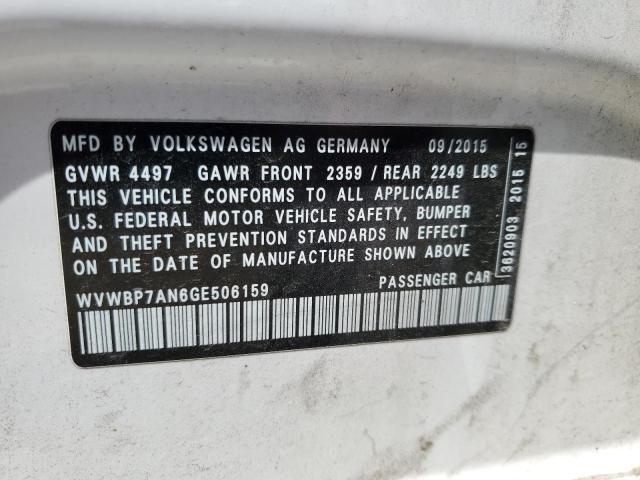 MFD BY VOLKSWAGEN AG GERMANY 09/2015
GVWR 4497 GAWR FRONT 2359 / REAR 2249 LBS
THIS VEHICLE CONFORMS TO ALL APPLICABLE
U.S. FEDERAL MOTOR VEHICLE SAFETY, BUMPER
AND THEFT PREVENTION STANDARDS IN EFFECT
ON THE DATE OF MANUFACTURE SHOWN ABOVE
WVWBP7AN6GE506159 PASSENGER CAR
3620903 2015 15